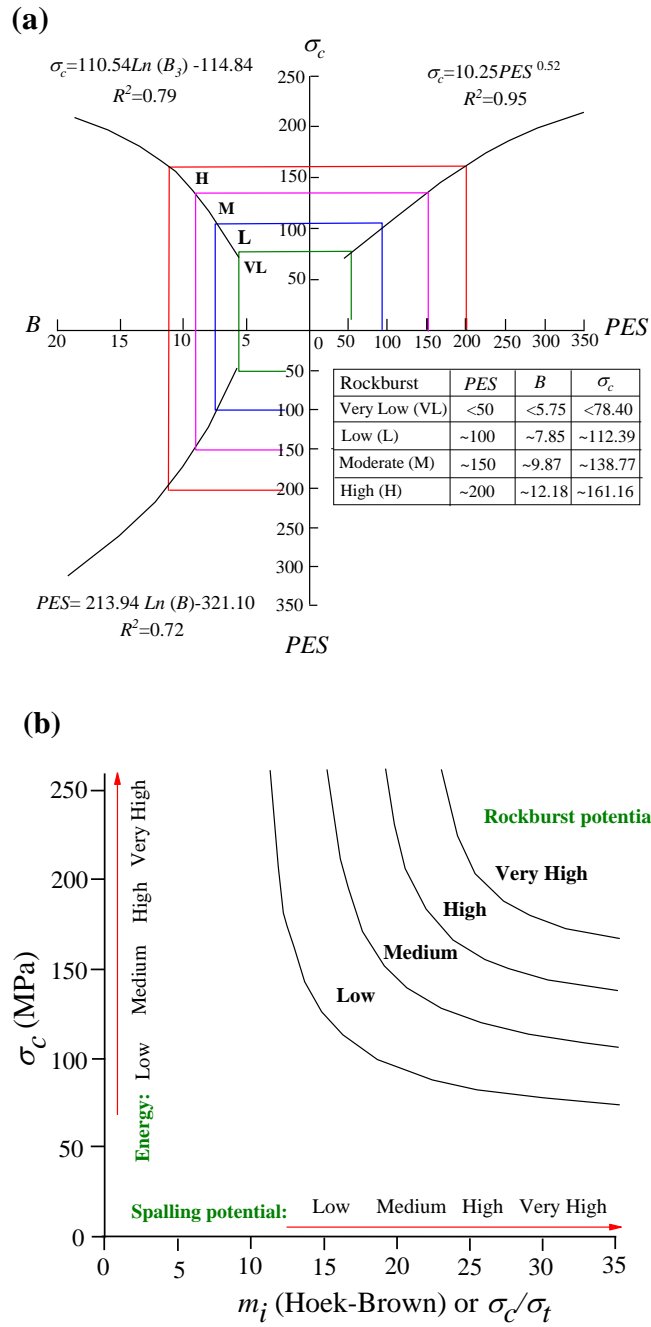 (a)
σc
σc=110.54Ln (B3) -114.84
R²=0.79
σc=10.25PES^0.52
R²=0.95
250
200
150
100
50
H
M
L
VL
B
20 15 10 5 0 50 100 150 200 250 300 350
PES
50
100
150
200
250
300
350
PES
Rockburst PES B σc
Very Low (VL) <50 <5.75 <78.40
Low (L) ~100 ~7.85 ~112.39
Moderate (M) ~150 ~9.87 ~138.77
High (H) ~200 ~12.18 ~161.16
PES= 213.94 Ln (B)-321.10
R²=0.72
(b)
σc (MPa)
250
200
150
100
50
0
Energy: Low Medium High Very High
Rockburst potentia
Very High
High
Medium
Low
Spalling potential: Low Medium High Very High
0 5 10 15 20 25 30 35
mi (Hoek-Brown) or σc/σt